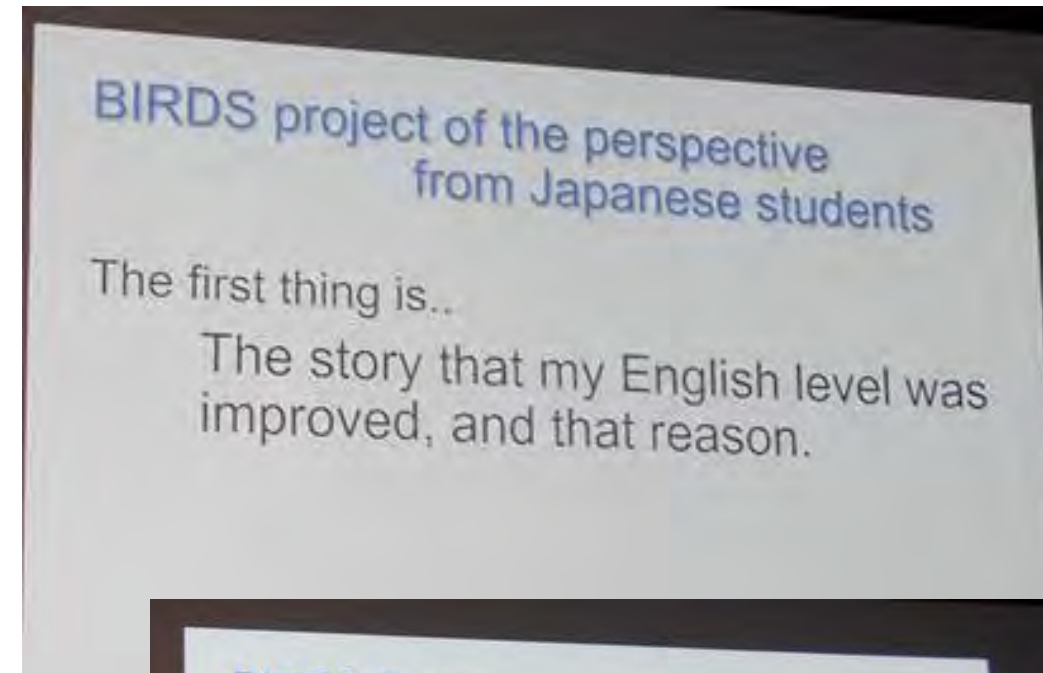 BIRDS project of the perspective
from Japanese students
The first thing is..
The story that my English level was
improved, and that reason.